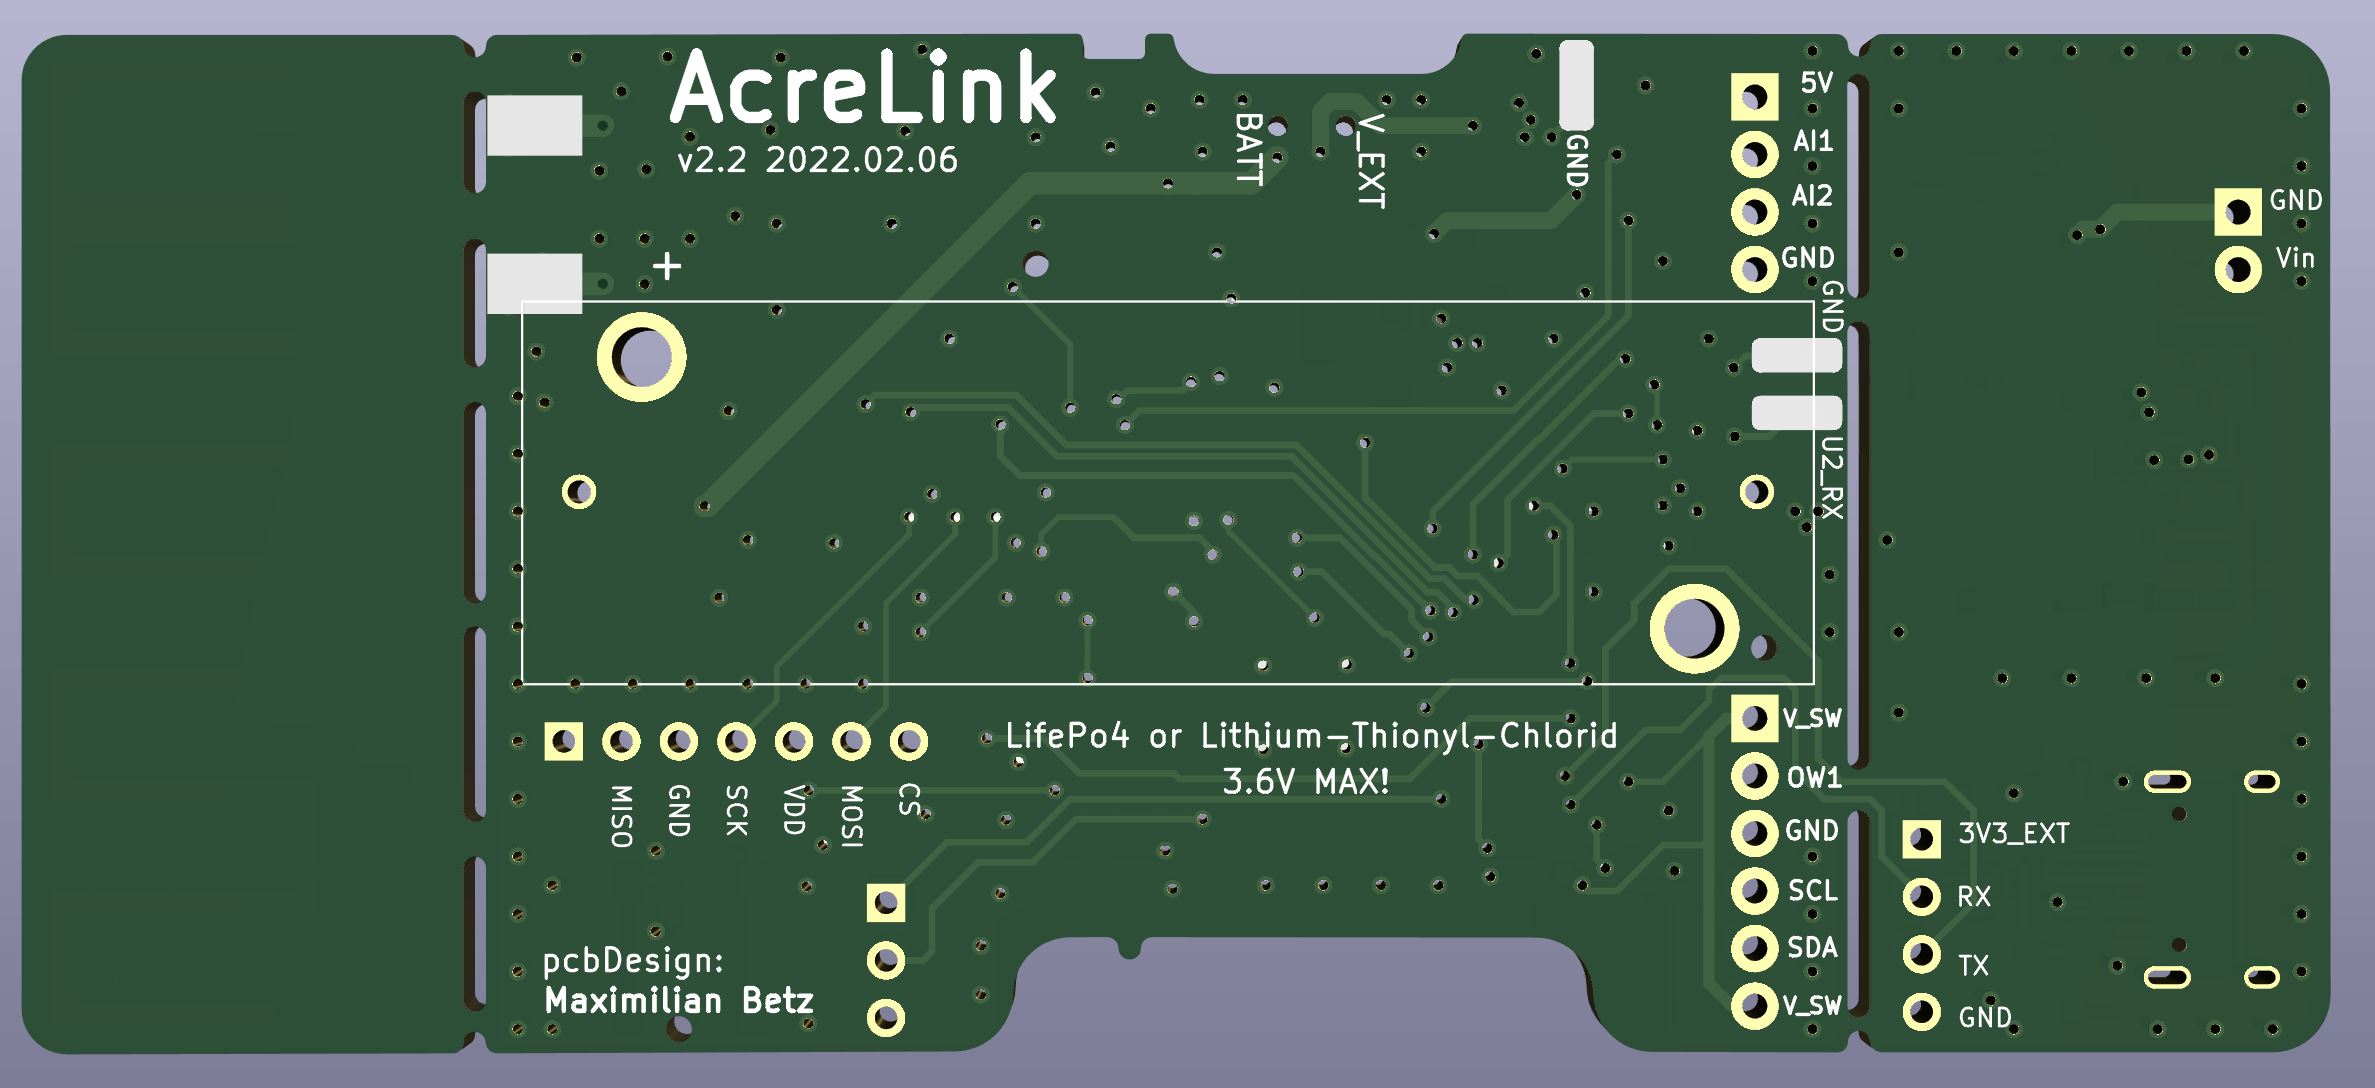 AcreLink
v2.2 2022.02.06
BATT
V_EXT
GND
5V
AI1
AI2
GND
GND
Vin
+
GND
U2_RX
LifePo4 or Lithium-Thionyl-Chlorid
3.6V MAX!
MISO
GND
SCK
VDD
MOSI
CS
V_SW
OW1
GND
SCL
SDA
V_SW
3V3_EXT
RX
TX
GND
pcbDesign:
Maximilian Betz